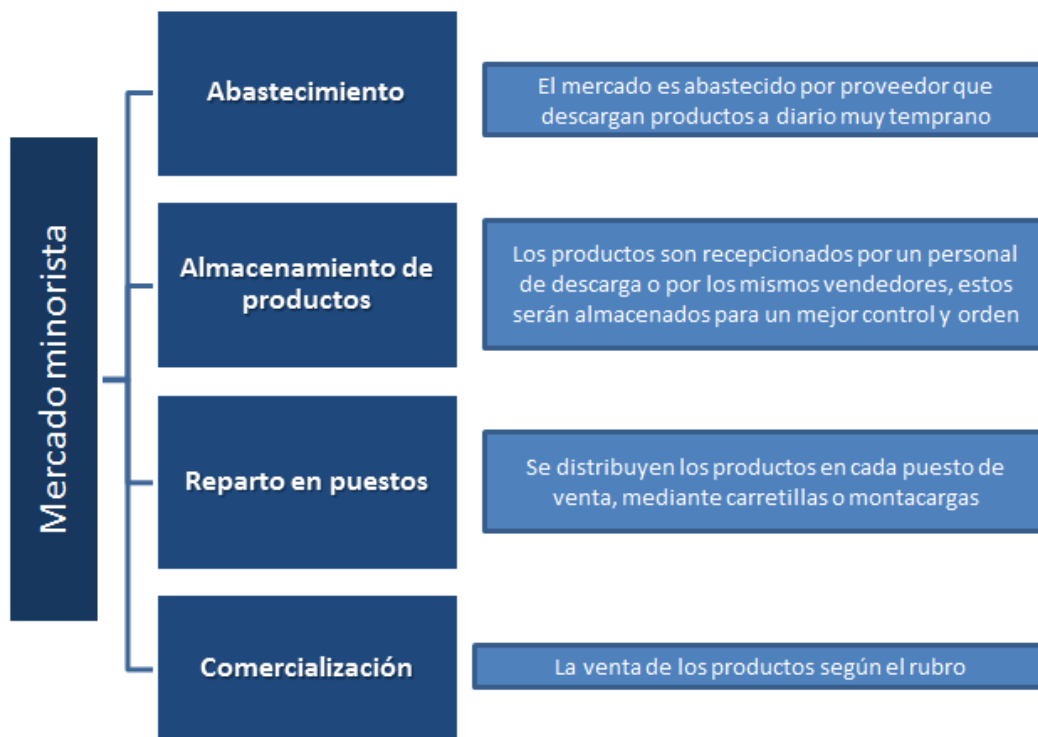 Mercado minorista
Abastecimiento
El mercado es abastecido por proveedor que
descargan productos a diario muy temprano
Almacenamiento de
productos
Los productos son recepcionados por un personal
de descarga o por los mismos vendedores, estos
serán almacenados para un mejor control y orden
Reparto en puestos
Se distribuyen los productos en cada puesto de
venta, mediante carretillas o montacargas
Comercialización
La venta de los productos según el rubro